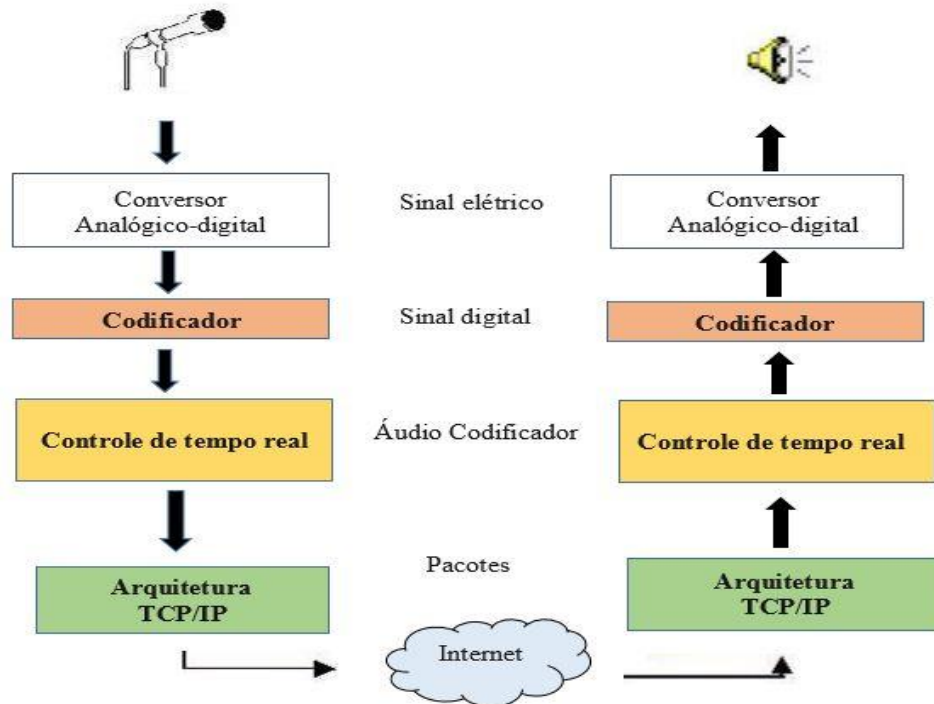 Conversor
Analógico-digital
Sinal elétrico
Conversor
Analógico-digital
Codificador
Sinal digital
Codificador
Controle de tempo real
Áudio Codificador
Controle de tempo real
Arquitetura
TCP/IP
Pacotes
Arquitetura
TCP/IP
Internet